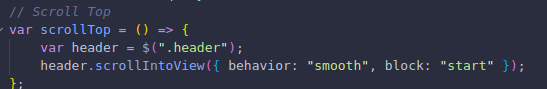 // Scroll Top
var scrollTop = () => {
    var header = $(".header");
    header.scrollIntoView({ behavior: "smooth", block: "start" });
};